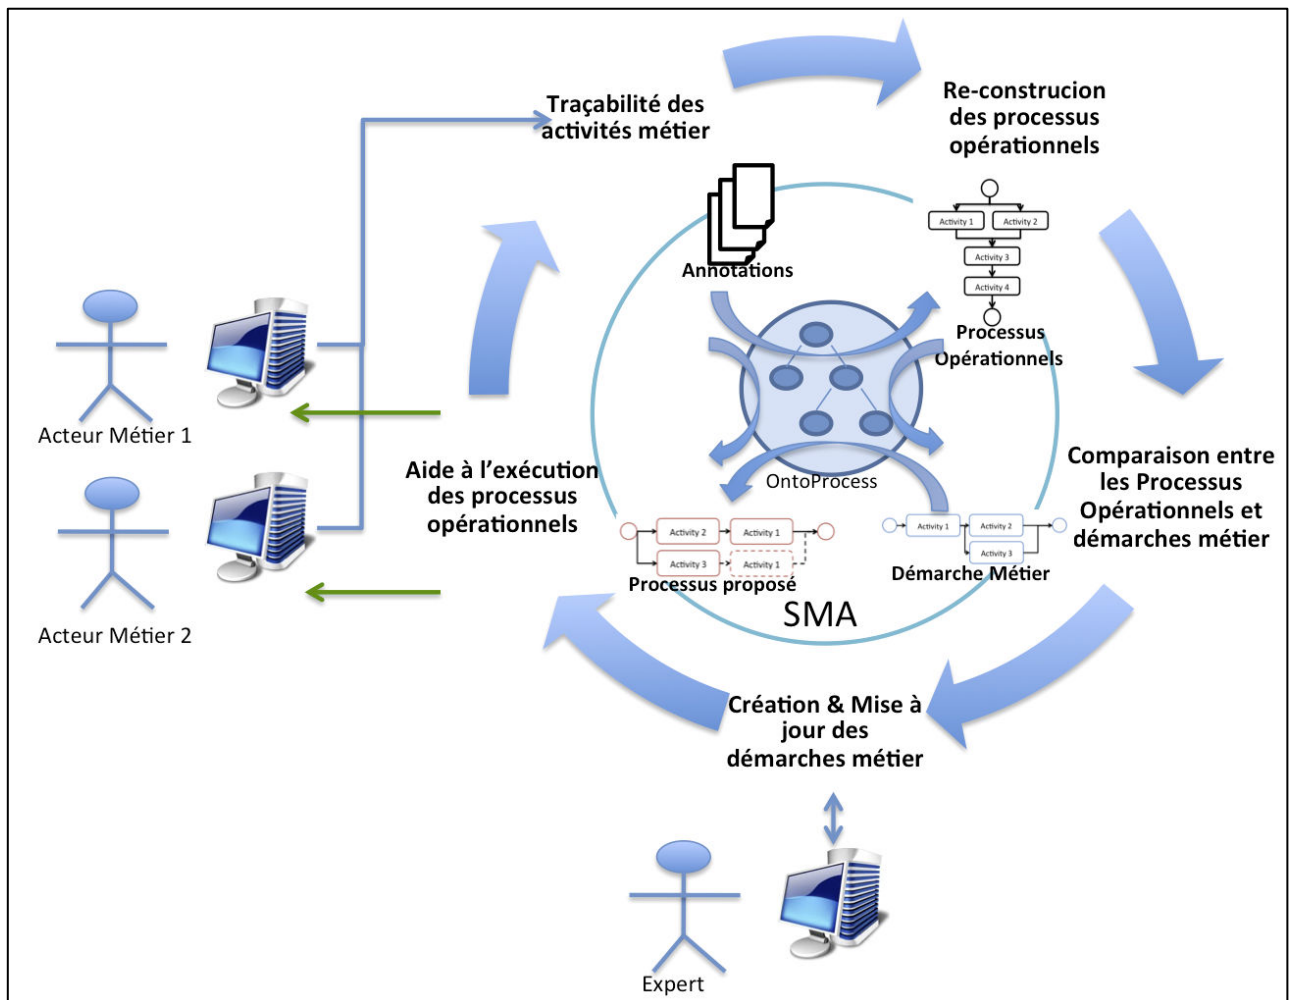 Traçabilité des
activités métier
Re-construcion
des processus
opérationnels
Annotations
Activity 1
Activity 2
Activity 3
Activity 4
Processus
Opérationnels
Acteur Métier 1
Acteur Métier 2
Aide à l'exécution
des processus
opérationnels
OntoProcess
Comparaison entre
les Processus
Opérationnels et
démarches métier
Activity 2
Activity 1
Activity 3
Activity 1
Processus proposé
Activity 1
Activity 2
Activity 3
Démarche Métier
SMA
Création & Mise à
jour des
démarches métier
Expert